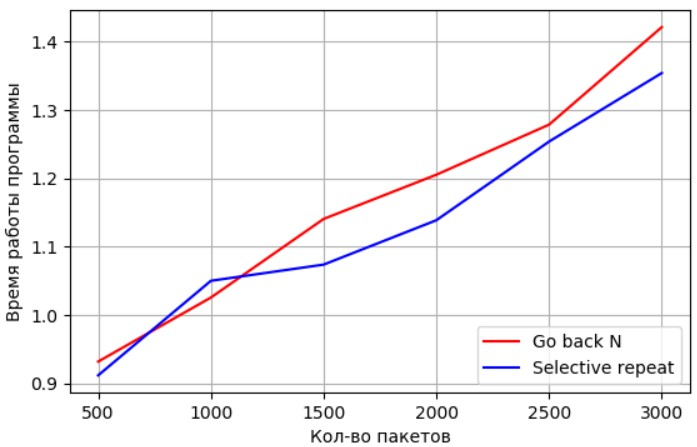 1.4
1.3
1.2
1.1
1.0
0.9
Время работы программы
Go back N
Selective repeat
500 1000 1500 2000 2500 3000
Кол-во пакетов